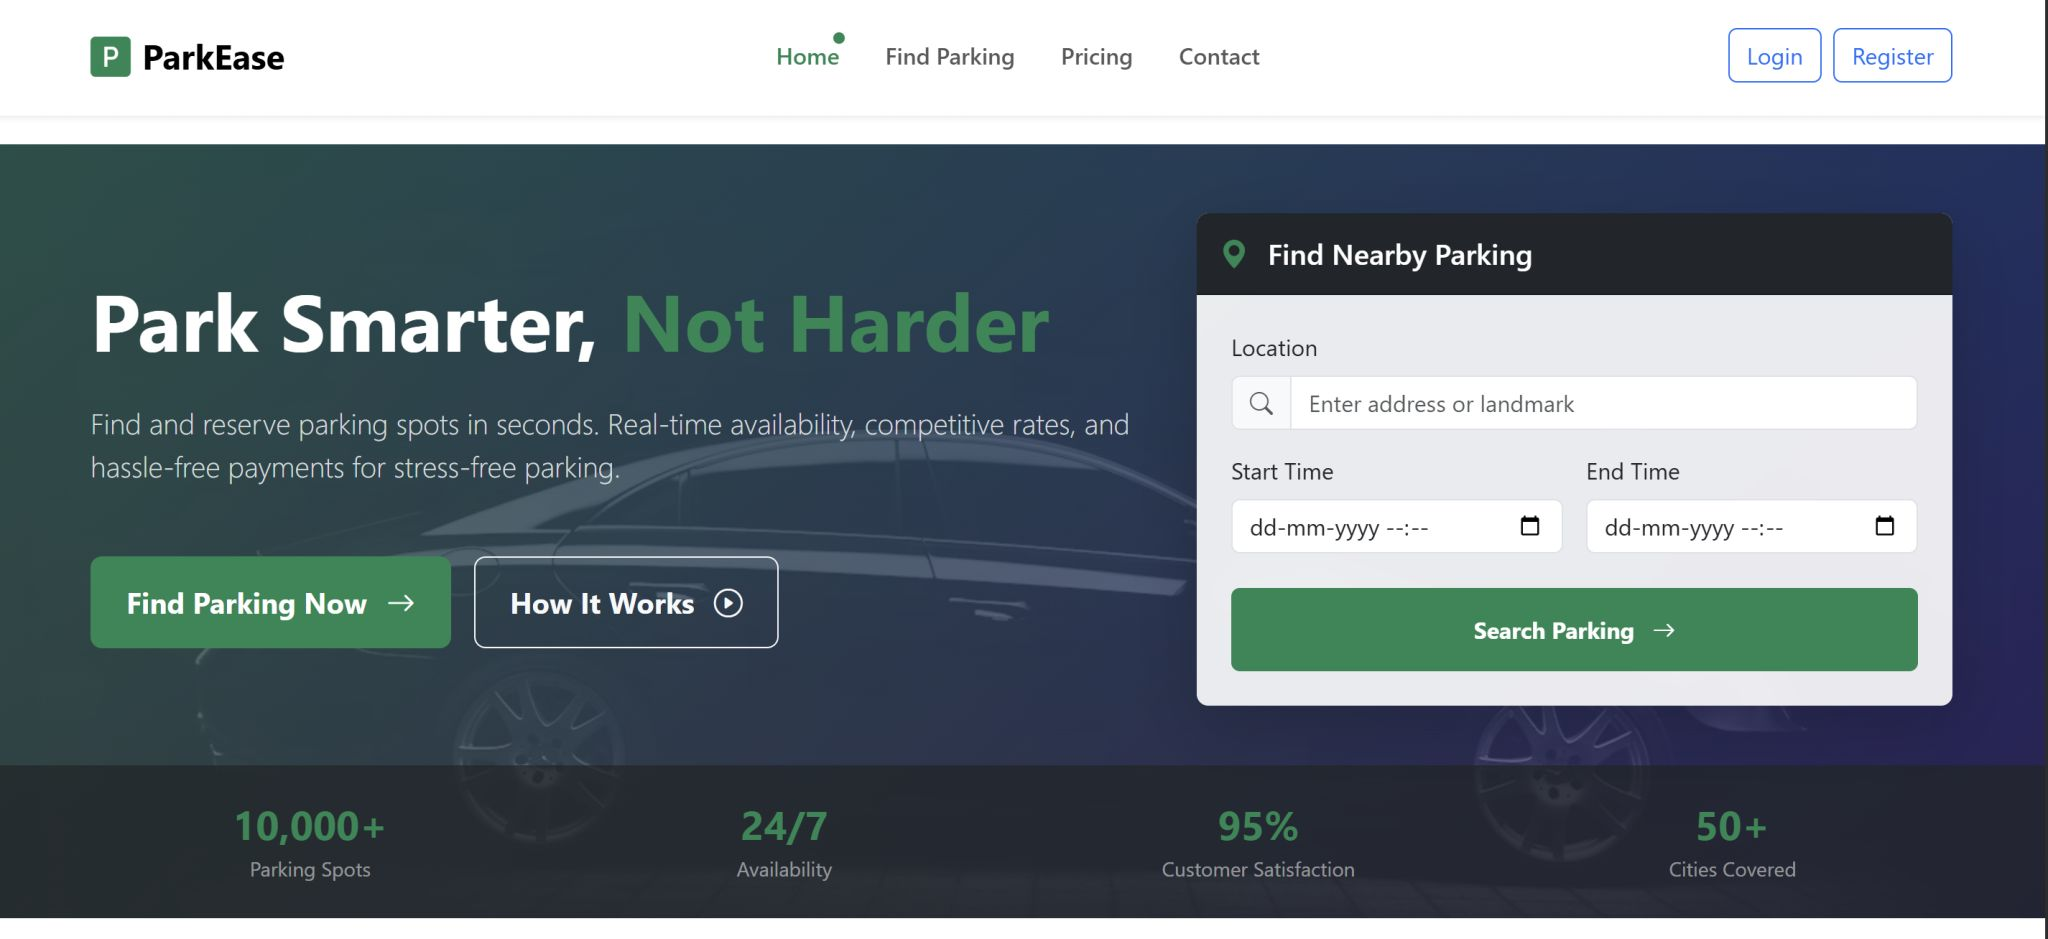 P ParkEase
Home Find Parking Pricing Contact
Login Register
Park Smarter, Not Harder
Find and reserve parking spots in seconds. Real-time availability, competitive rates, and
hassle-free payments for stress-free parking.
Find Parking Now
How It Works
Find Nearby Parking
Location
Enter address or landmark
Start Time End Time
dd-mm-yyyy --:-- dd-mm-yyyy --:--
Search Parking
10,000+ 24/7 95% 50+
Parking Spots Availability Customer Satisfaction Cities Covered